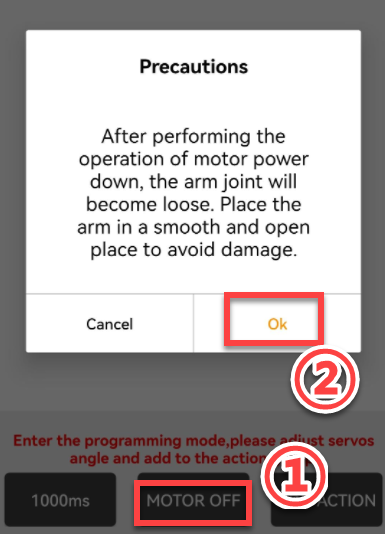 Precautions
After performing the
operation of motor power
down, the arm joint will
become loose. Place the
arm in a smooth and open
place to avoid damage.
Cancel
Ok
2
Enter the programming mode,please adjust servos
angle and add to the action
1
1000ms
MOTOR OFF
ACTION